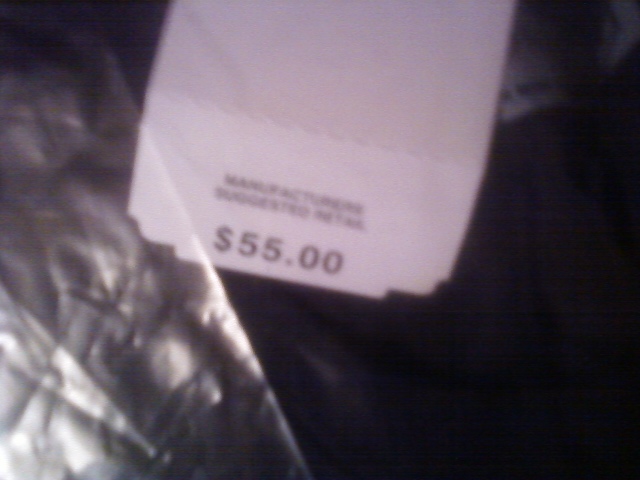 MANUFACTURERS
SUGGESTED RETAIL
$55.00